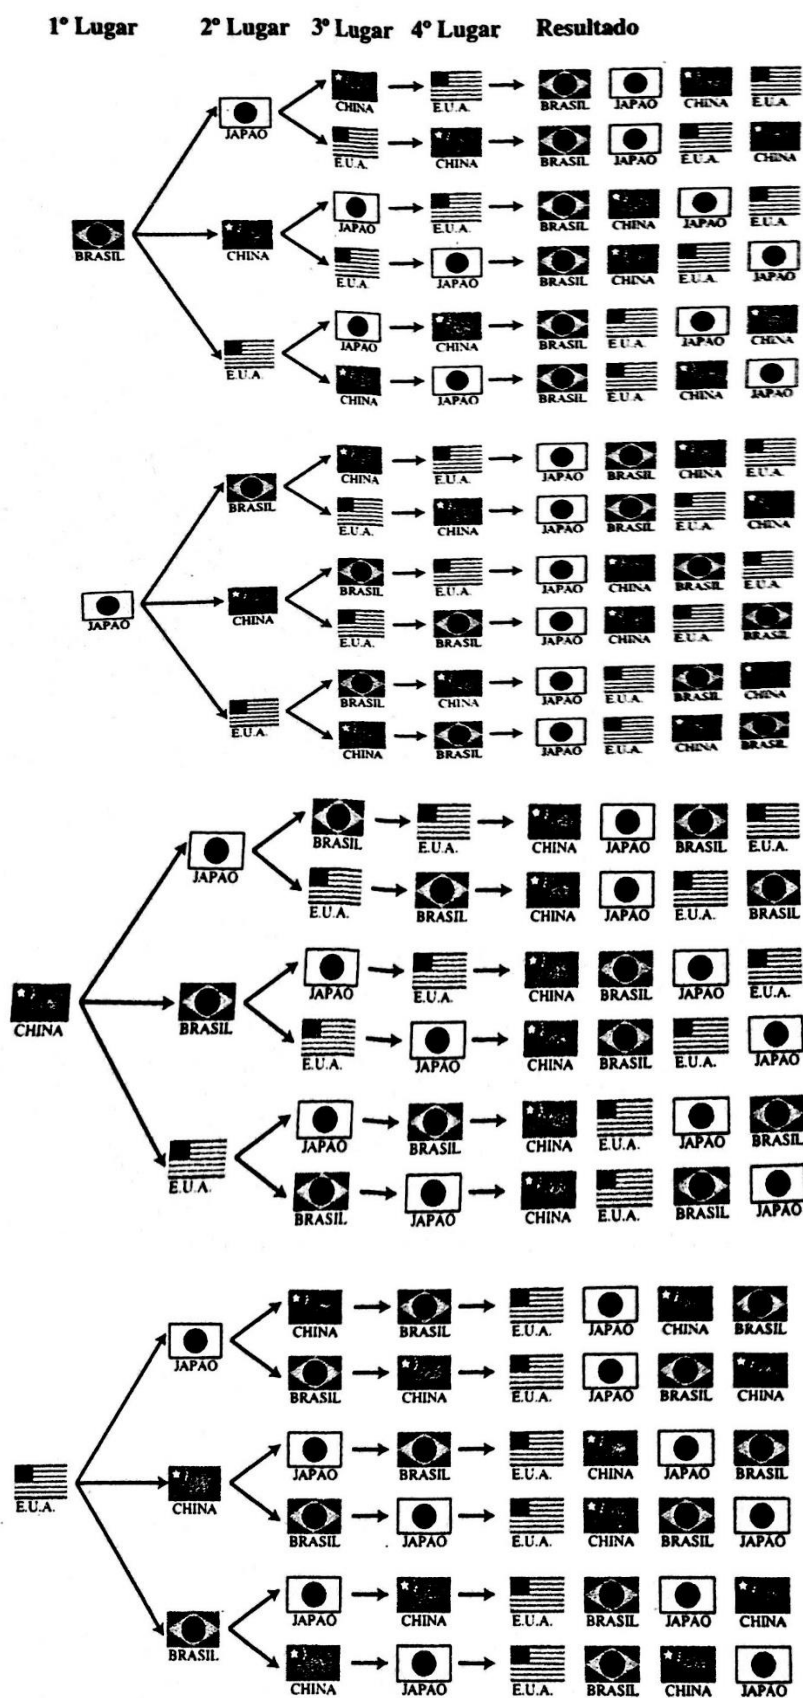 1º Lugar 2º Lugar 3º Lugar 4º Lugar Resultado
CHINA E.U.A. BRASIL JAPAO CHINA E.U.A.
JAPAO
E.U.A. CHINA BRASIL JAPAO E.U.A. CHINA
JAPAO E.U.A. BRASIL CHINA JAPAO E.U.A.
BRASIL CHINA
E.U.A. JAPAO BRASIL CHINA E.U.A. JAPAO
JAPAO CHINA BRASIL E.U.A. JAPAO CHINA
E.U.A.
CHINA JAPAO BRASIL E.U.A. CHINA JAPAO
CHINA E.U.A. JAPAO BRASIL CHINA E.U.A.
BRASIL
E.U.A. CHINA JAPAO BRASIL E.U.A. CHINA
BRASIL E.U.A. JAPAO CHINA BRASIL E.U.A.
JAPAO CHINA
E.U.A. BRASIL JAPAO CHINA E.U.A. BRASIL
BRASIL CHINA JAPAO E.U.A. BRASIL CHINA
E.U.A.
CHINA BRASIL JAPAO E.U.A. CHINA BRASIL
BRASIL E.U.A. CHINA JAPAO BRASIL E.U.A.
JAPAO
E.U.A. BRASIL CHINA JAPAO E.U.A. BRASIL
JAPAO E.U.A. CHINA BRASIL JAPAO E.U.A.
CHINA BRASIL
E.U.A. JAPAO CHINA BRASIL E.U.A. JAPAO
JAPAO BRASIL CHINA E.U.A. JAPAO BRASIL
E.U.A.
BRASIL JAPAO CHINA E.U.A. BRASIL JAPAO
CHINA BRASIL E.U.A. JAPAO CHINA BRASIL
JAPAO
BRASIL CHINA E.U.A. JAPAO BRASIL CHINA
JAPAO BRASIL E.U.A. CHINA JAPAO BRASIL
E.U.A. CHINA
BRASIL JAPAO E.U.A. CHINA BRASIL JAPAO
JAPAO CHINA E.U.A. BRASIL JAPAO CHINA
BRASIL
CHINA JAPAO E.U.A. BRASIL CHINA JAPAO